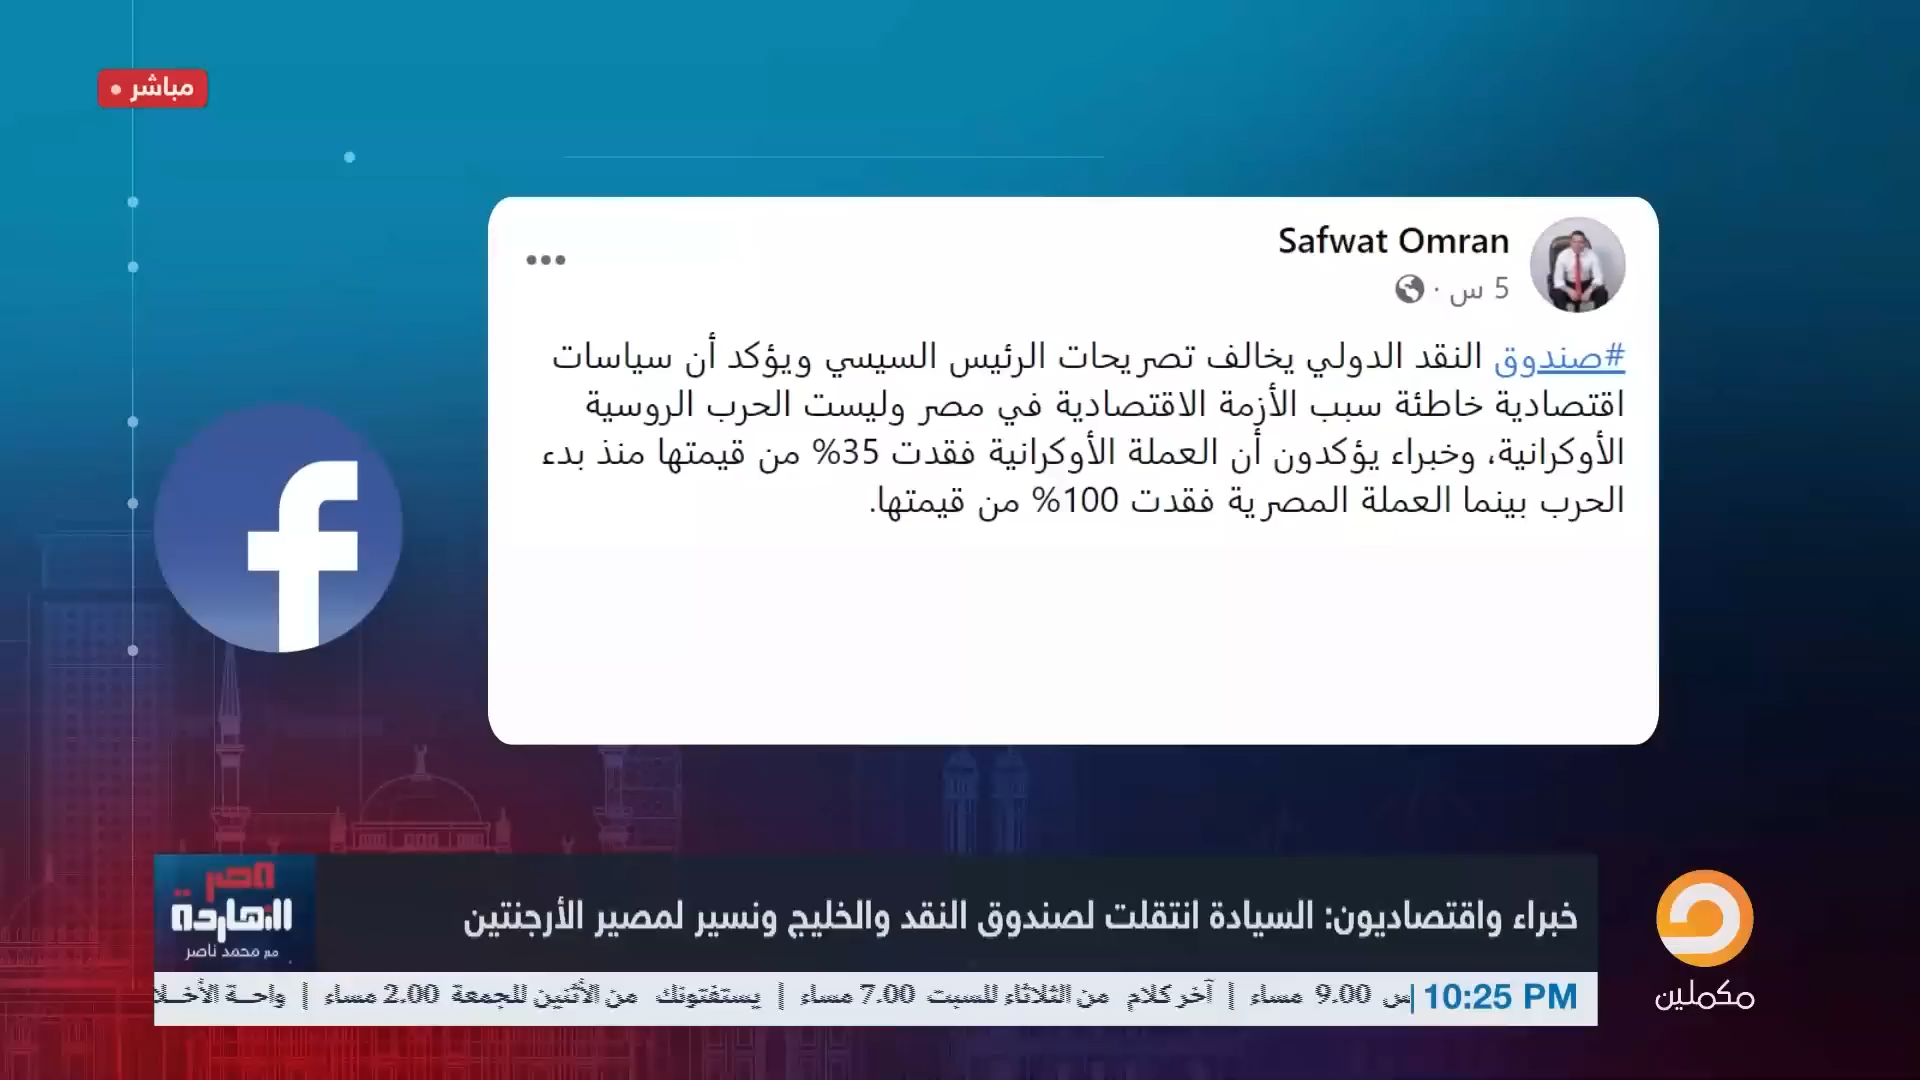 مباشر
Safwat Omran
5 س ·
#صندوق النقد الدولي يخالف تصريحات الرئيس السيسي ويؤكد أن سياسات
اقتصادية خاطئة سبب الأزمة الاقتصادية في مصر وليست الحرب الروسية
الأوكرانية، وخبراء يؤكدون أن العملة الأوكرانية فقدت 35% من قيمتها منذ بدء
الحرب بينما العملة المصرية فقدت 100% من قيمتها.
مصر
النهاردة
مع محمد ناصر
خبراء واقتصاديون: السيادة انتقلت لصندوق النقد والخليج ونسير لمصير الأرجنتين
10:25 PM
س 9.00 مساء | آخر كلام من الثلاثاء للسبت 7.00 مساء | يستفتونك من الأثنين للجمعة 2.00 مساء | واحـة
مكملين